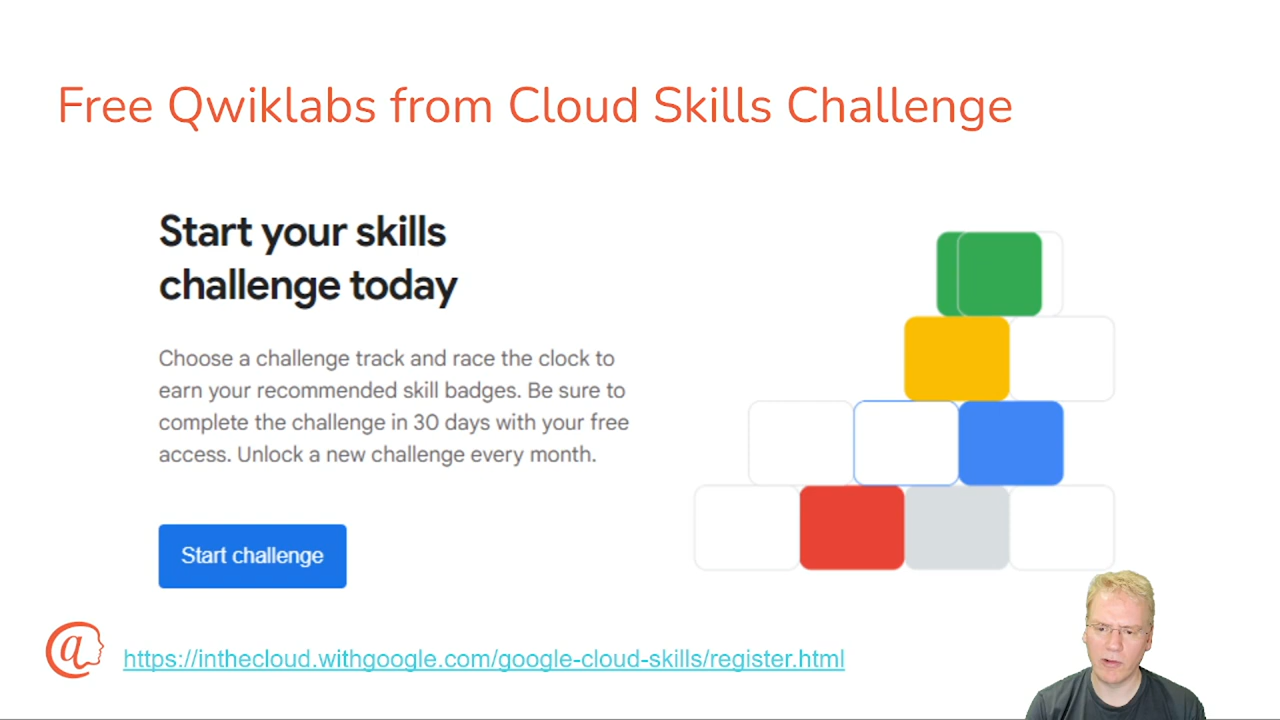 Free Qwiklabs from Cloud Skills Challenge
Start your skills
challenge today
Choose a challenge track and race the clock to
earn your recommended skill badges. Be sure to
complete the challenge in 30 days with your free
access. Unlock a new challenge every month.
Start challenge
https://inthecloud.withgoogle.com/google-cloud-skills/register.html